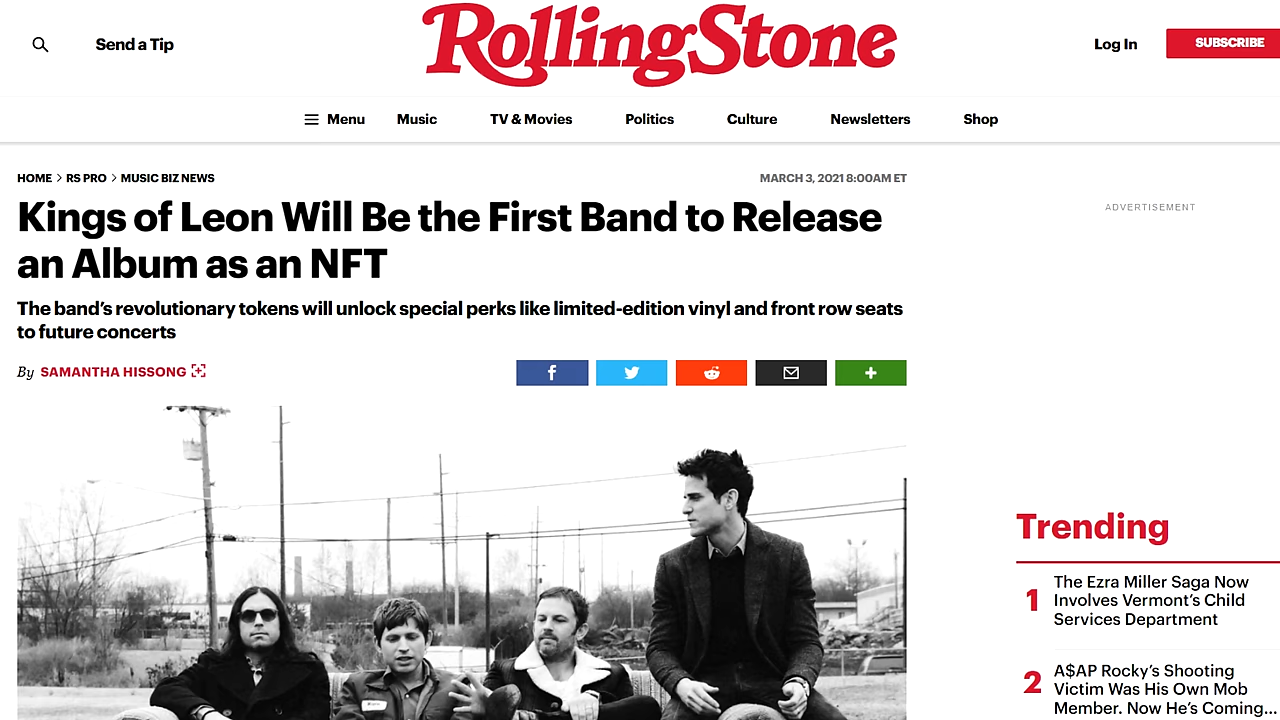 Send a Tip
RollingStone
Log In
SUBSCRIBE
Menu
Music
TV & Movies
Politics
Culture
Newsletters
Shop
HOME > RS PRO > MUSIC BIZ NEWS
MARCH 3, 2021 8:00AM ET
Kings of Leon Will Be the First Band to Release
an Album as an NFT
The band's revolutionary tokens will unlock special perks like limited-edition vinyl and front row seats
to future concerts
By SAMANTHA HISSONG
ADVERTISEMENT
Trending
1
The Ezra Miller Saga Now
Involves Vermont's Child
Services Department
2
A$AP Rocky's Shooting
Victim Was His Own Mob
Member. Now He's Coming...